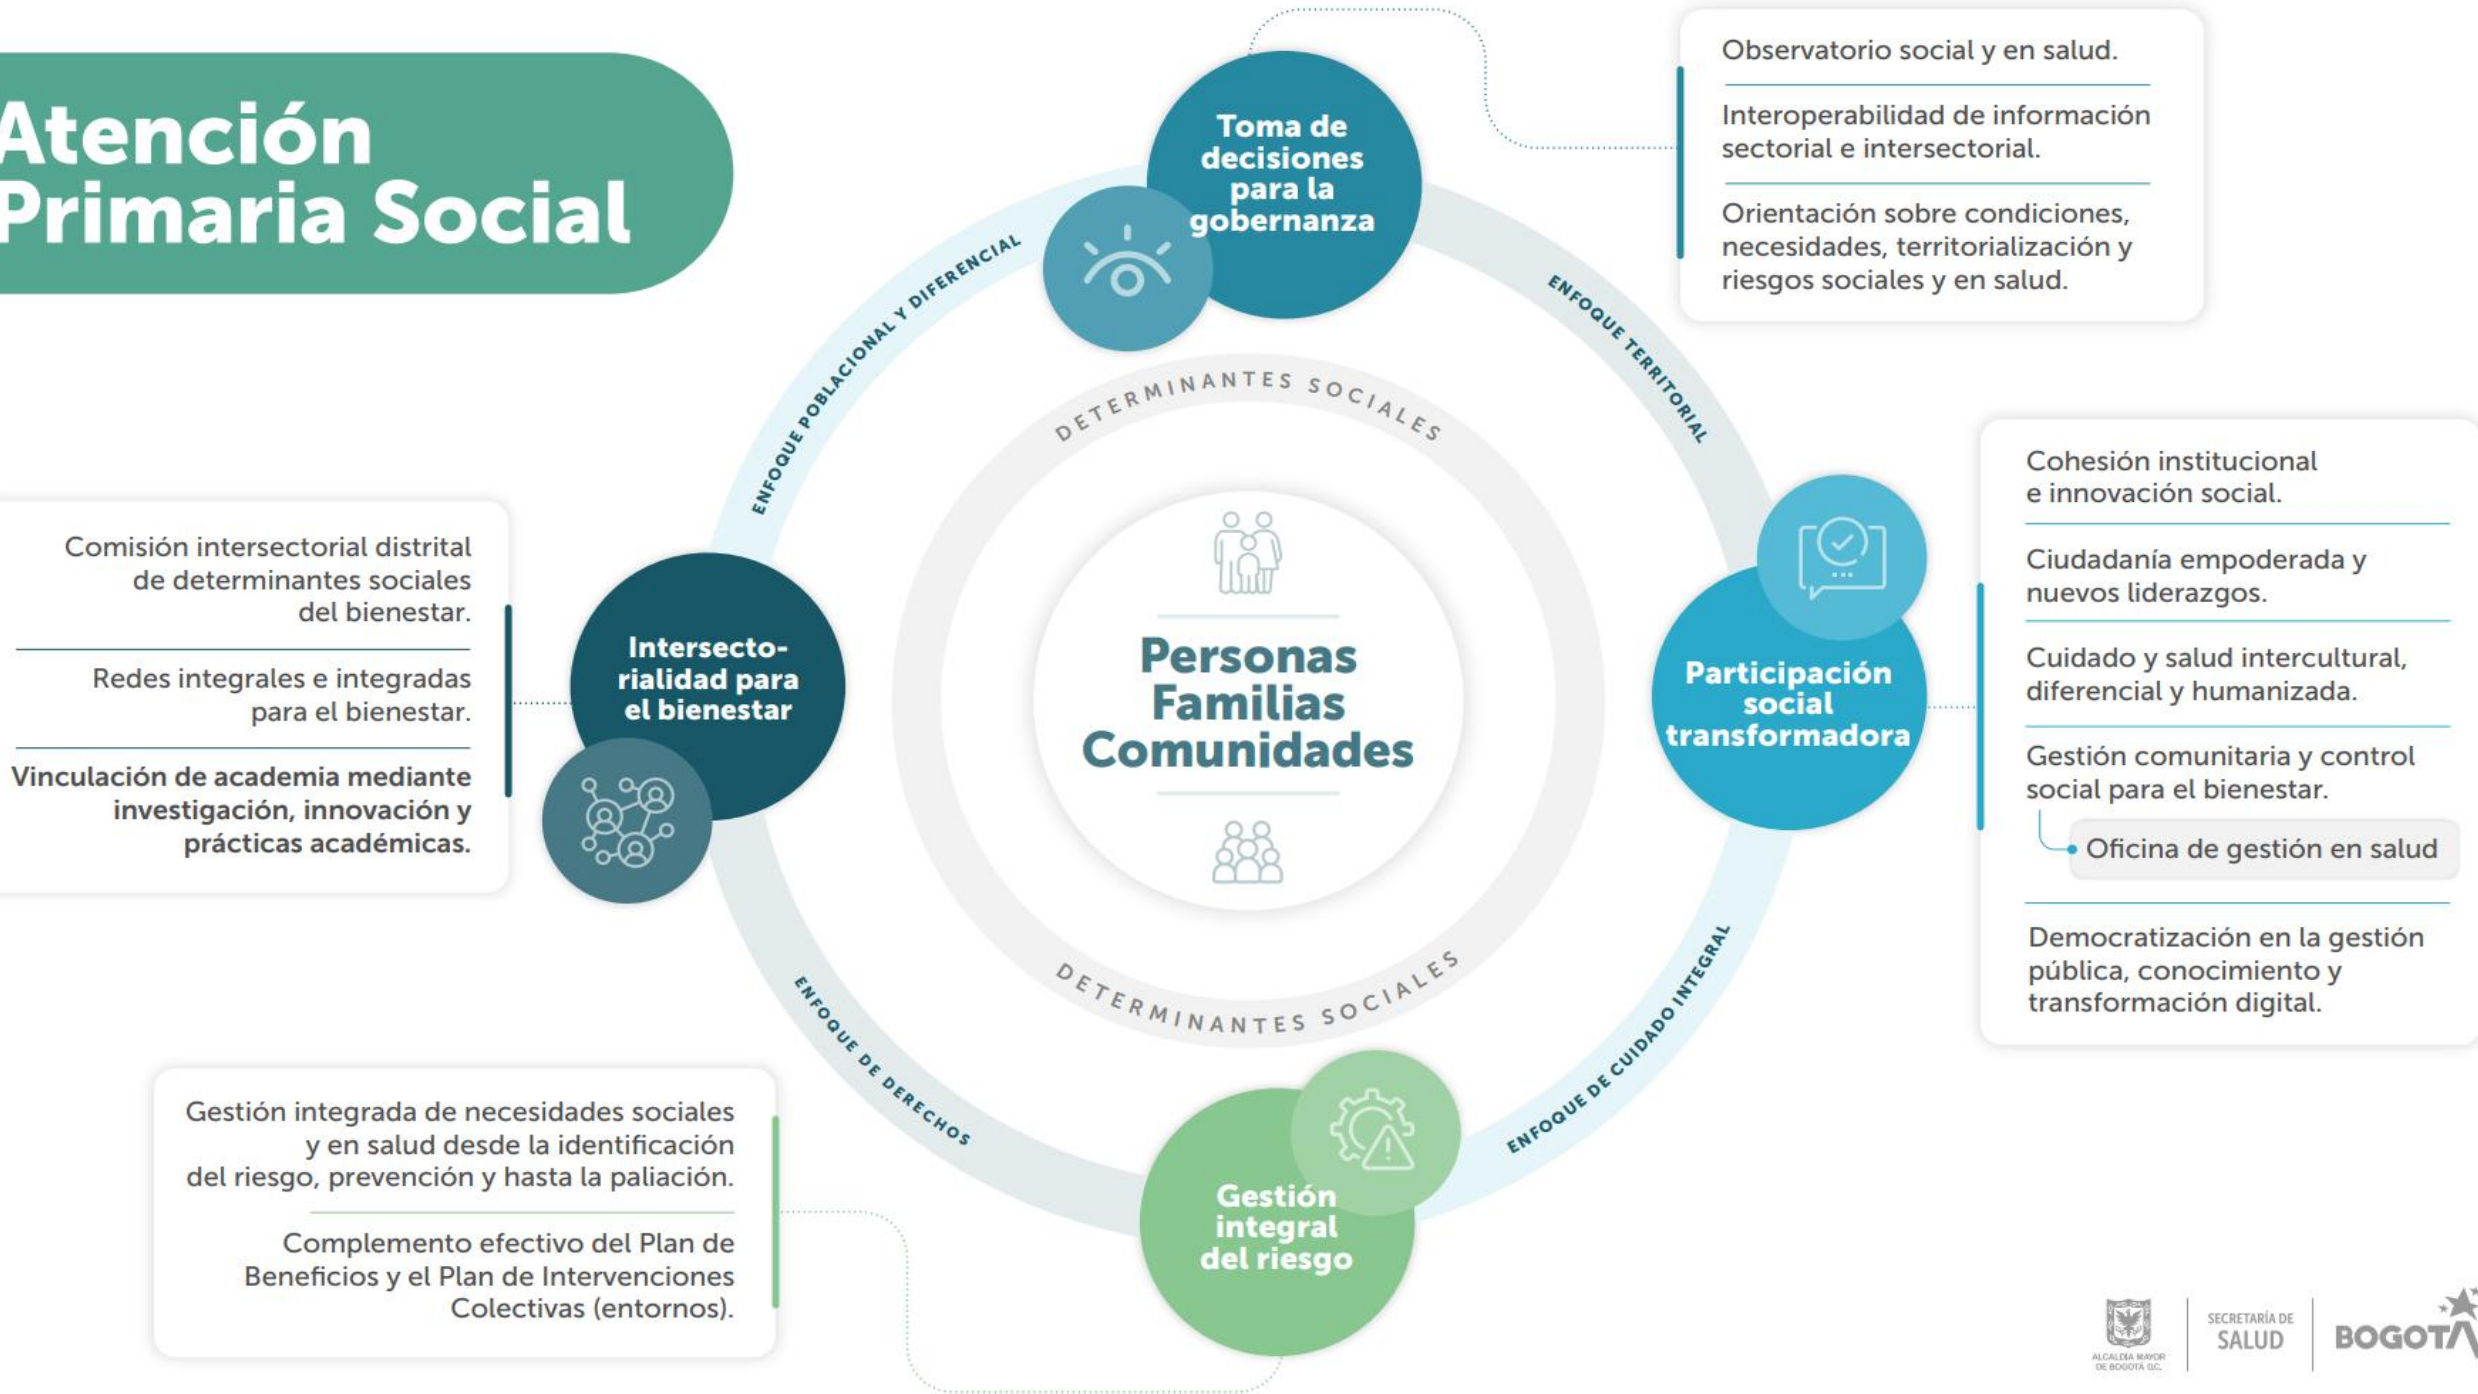 Atención
Primaria Social
Toma de
decisiones
para la
gobernanza
Observatorio social y en salud.
Interoperabilidad de información
sectorial e intersectorial.
Orientación sobre condiciones,
necesidades, territorialización y
riesgos sociales y en salud.
ENFOQUE POBLACIONAL Y DIFERENCIAL
ENFOQUE TERRITORIAL
DETERMINANTES SOCIALES
Personas
Familias
Comunidades
DETERMINANTES SOCIALES
Comisión intersectorial distrital
de determinantes sociales
del bienestar.
Redes integrales e integradas
para el bienestar.
Vinculación de academia mediante
investigación, innovación y
prácticas académicas.
Intersecto-
rialidad para
el bienestar
Participación
social
transformadora
Cohesión institucional
e innovación social.
Ciudadanía empoderada y
nuevos liderazgos.
Cuidado y salud intercultural,
diferencial y humanizada.
Gestión comunitaria y control
social para el bienestar.
Oficina de gestión en salud
Democratización en la gestión
pública, conocimiento y
transformación digital.
ENFOQUE DE DERECHOS
ENFOQUE DE CUIDADO INTEGRAL
Gestión integrada de necesidades sociales
y en salud desde la identificación
del riesgo, prevención y hasta la paliación.
Complemento efectivo del Plan de
Beneficios y el Plan de Intervenciones
Colectivas (entornos).
Gestión
integral
del riesgo
ALCALDÍA MAYOR
DE BOGOTÁ D.C.
SECRETARÍA DE
SALUD
BOGOTÁ